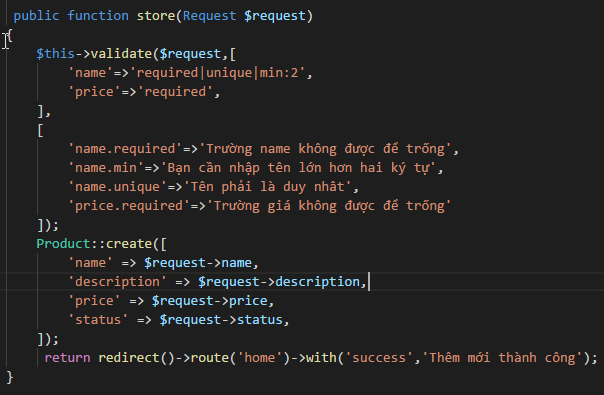 public function store(Request $request)
{
$this->validate($request,[
'name'=>'required|unique|min:2',
'price'=>'required',
],
[
'name.required'=>'Trường name không được để trống',
'name.min'=>'Bạn cần nhập tên lớn hơn hai ký tự',
'name.unique'=>'Tên phải là duy nhât',
'price.required'=>'Trường giá không được để trống'
]);
Product::create([
'name' => $request->name,
'description' => $request->description,
'price' => $request->price,
'status' => $request->status,
]);
return redirect()->route('home')->with('success','Thêm mới thành công');
}